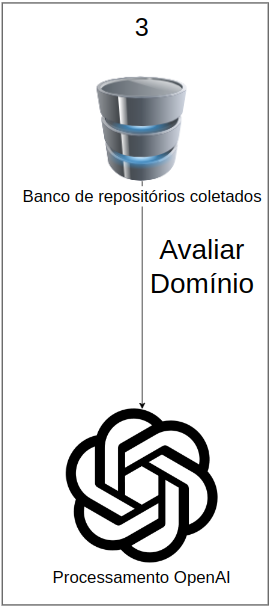 3
Banco de repositórios coletados
Avaliar
Domínio
Processamento OpenAI